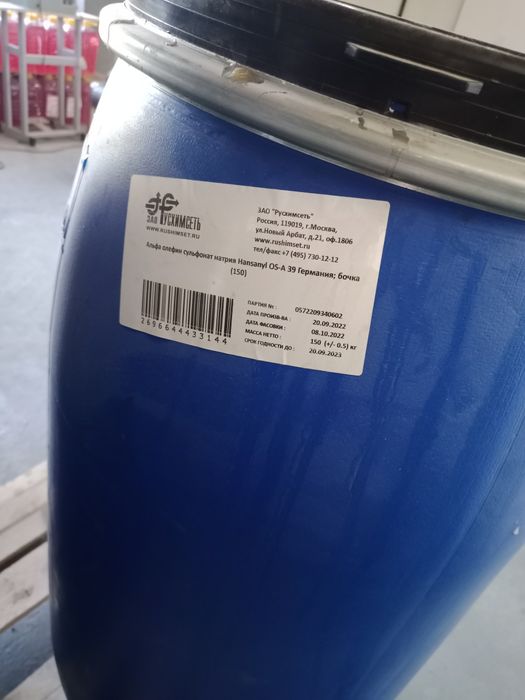 ЗАО РУСХИМСЕТЬ
WWW.RUSHIMSET.RU
ЗАО "Русхимсеть"
Россия, 119019, г.Москва,
ул.Новый Арбат, д.21, оф.1806
www.rushimset.ru
тел/факс +7 (495) 730-12-12
Альфа олефин сульфонат натрия Hansanyl OS-A 39 Германия; бочка
(150)
2696644433144
ПАРТИЯ № : 0572209340602
ДАТА ПРОИЗВ-ВА : 20.09.2022
ДАТА ФАСОВКИ : 08.10.2022
МАССА НЕТТО : 150 (+/- 0.5) кг
СРОК ГОДНОСТИ ДО : 20.09.2023